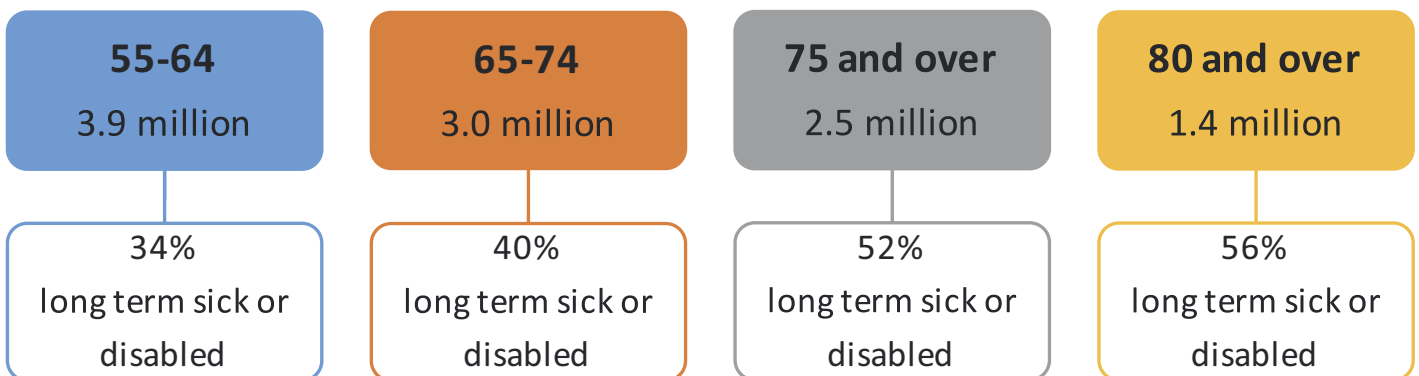 55-64
3.9 million
34%
long term sick or
disabled
65-74
3.0 million
40%
long term sick or
disabled
75 and over
2.5 million
52%
long term sick or
disabled
80 and over
1.4 million
56%
long term sick or
disabled